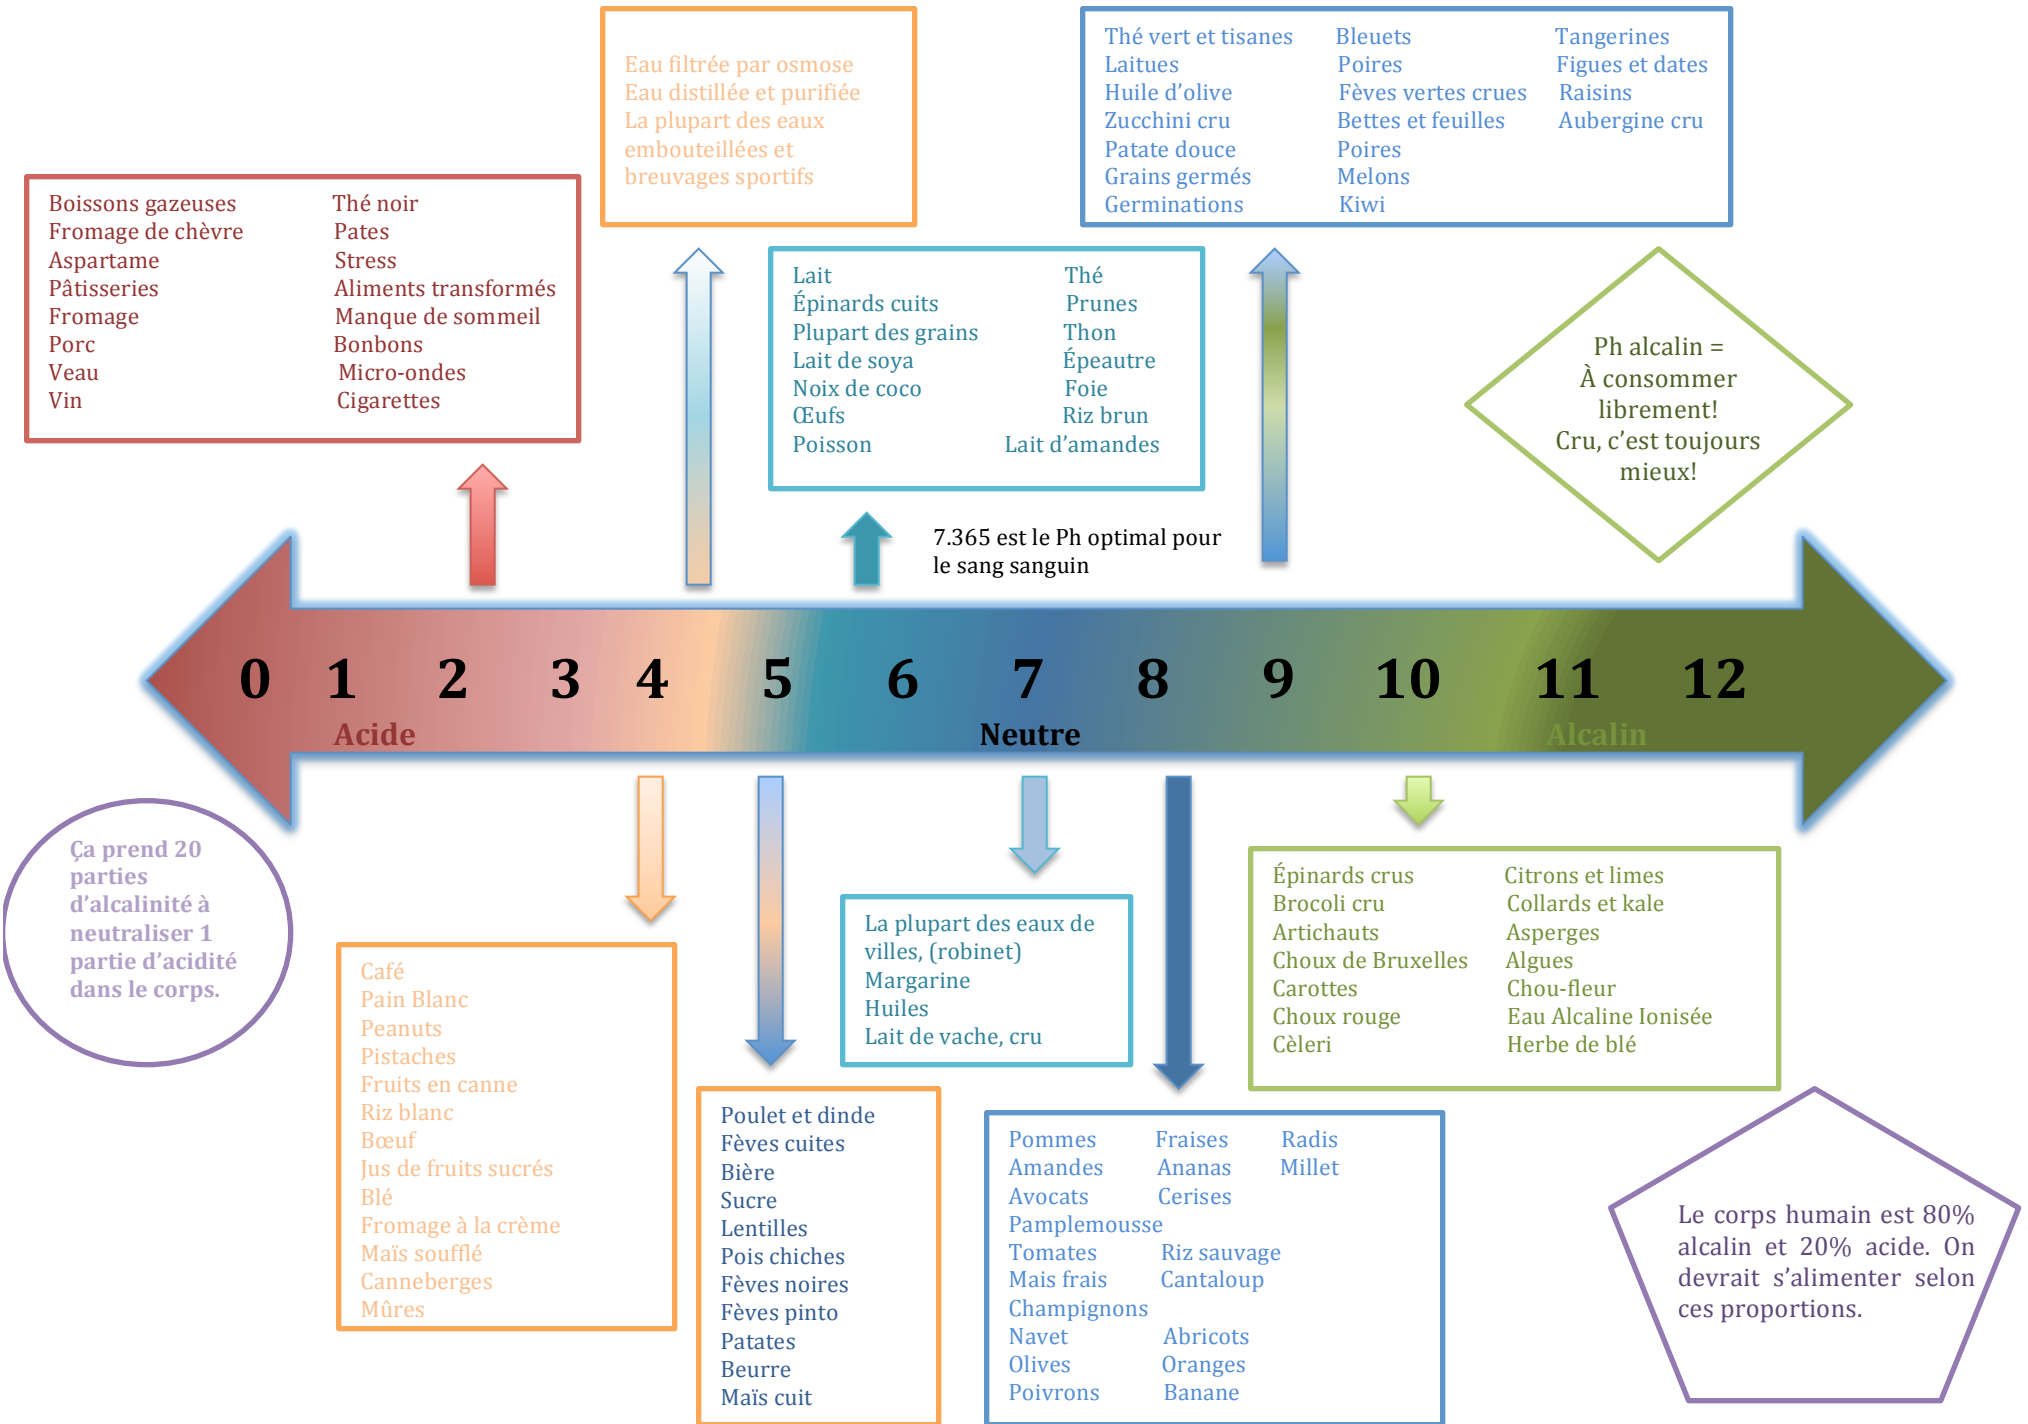 Eau filtrée par osmose
Eau distillée et purifiée
La plupart des eaux
embouteillées et
breuvages sportifs
Thé vert et tisanes Bleuets Tangerines
Laitues Poires Figues et dates
Huile d'olive Fèves vertes crues Raisins
Zucchini cru Bettes et feuilles Aubergine cru
Patate douce Poires
Grains germés Melons
Germinations Kiwi
Boissons gazeuses Thé noir
Fromage de chèvre Pates
Aspartame Stress
Pâtisseries Aliments transformés
Fromage Manque de sommeil
Porc Bonbons
Veau Micro-ondes
Vin Cigarettes
Lait Thé
Épinards cuits Prunes
Plupart des grains Thon
Lait de soya Épeautre
Noix de coco Foie
Œufs Riz brun
Poisson Lait d'amandes
Ph alcalin =
À consommer
librement!
Cru, c'est toujours
mieux!
7.365 est le Ph optimal pour
le sang sanguin
0 1 2 3 4 5 6 7 8 9 10 11 12
Acide Neutre Alcalin
Ça prend 20
parties
d'alcalinité à
neutraliser 1
partie d'acidité
dans le corps.
Café
Pain Blanc
Peanuts
Pistaches
Fruits en canne
Riz blanc
Bœuf
Jus de fruits sucrés
Blé
Fromage à la crème
Maïs soufflé
Canneberges
Mûres
Poulet et dinde
Fèves cuites
Bière
Sucre
Lentilles
Pois chiches
Fèves noires
Fèves pinto
Patates
Beurre
Maïs cuit
La plupart des eaux de
villes, (robinet)
Margarine
Huiles
Lait de vache, cru
Pommes Fraises Radis
Amandes Ananas Millet
Avocats Cerises
Pamplemousse
Tomates Riz sauvage
Mais frais Cantaloup
Champignons
Navet Abricots
Olives Oranges
Poivrons Banane
Épinards crus Citrons et limes
Brocoli cru Collards et kale
Artichauts Asperges
Choux de Bruxelles Algues
Carottes Chou-fleur
Choux rouge Eau Alcaline Ionisée
Cèleri Herbe de blé
Le corps humain est 80%
alcalin et 20% acide. On
devrait s'alimenter selon
ces proportions.